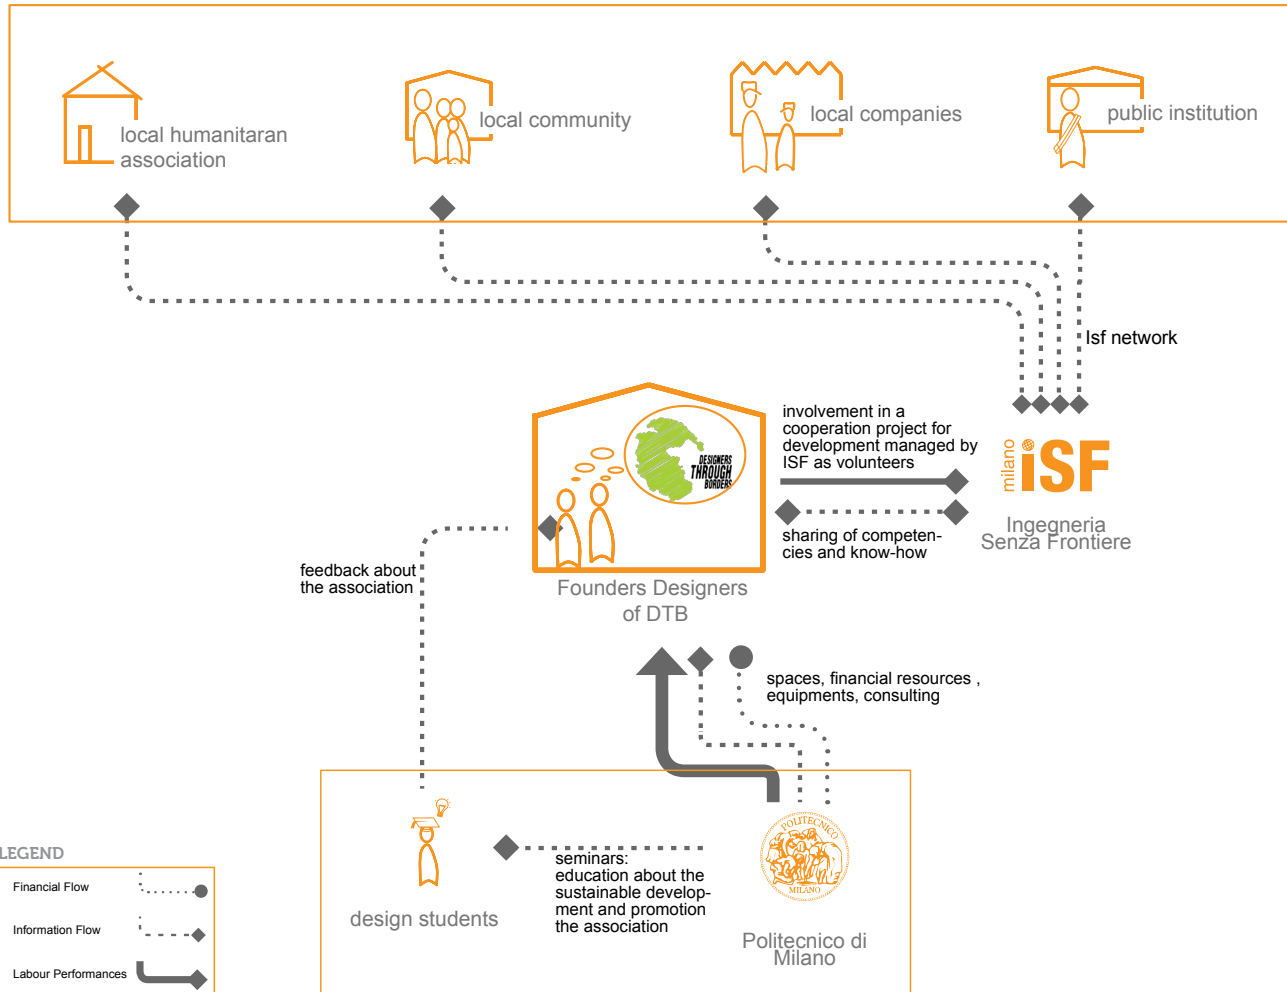 local humanitaran
association
local community
local companies
public institution
Isf network
DESIGNERS
THROUGH
BORDERS
involvement in a
cooperation project for
development managed by
ISF as volunteers
milano
iSF
Ingegneria
Senza Frontiere
sharing of competen-
cies and know-how
feedback about
the association
Founders Designers
of DTB
spaces, financial resources ,
equipments, consulting
POLITECNICO
MILANO
seminars:
education about the
sustainable develop-
ment and promotion
the association
design students
Politecnico di
Milano
LEGEND
Financial Flow
Information Flow
Labour Performances